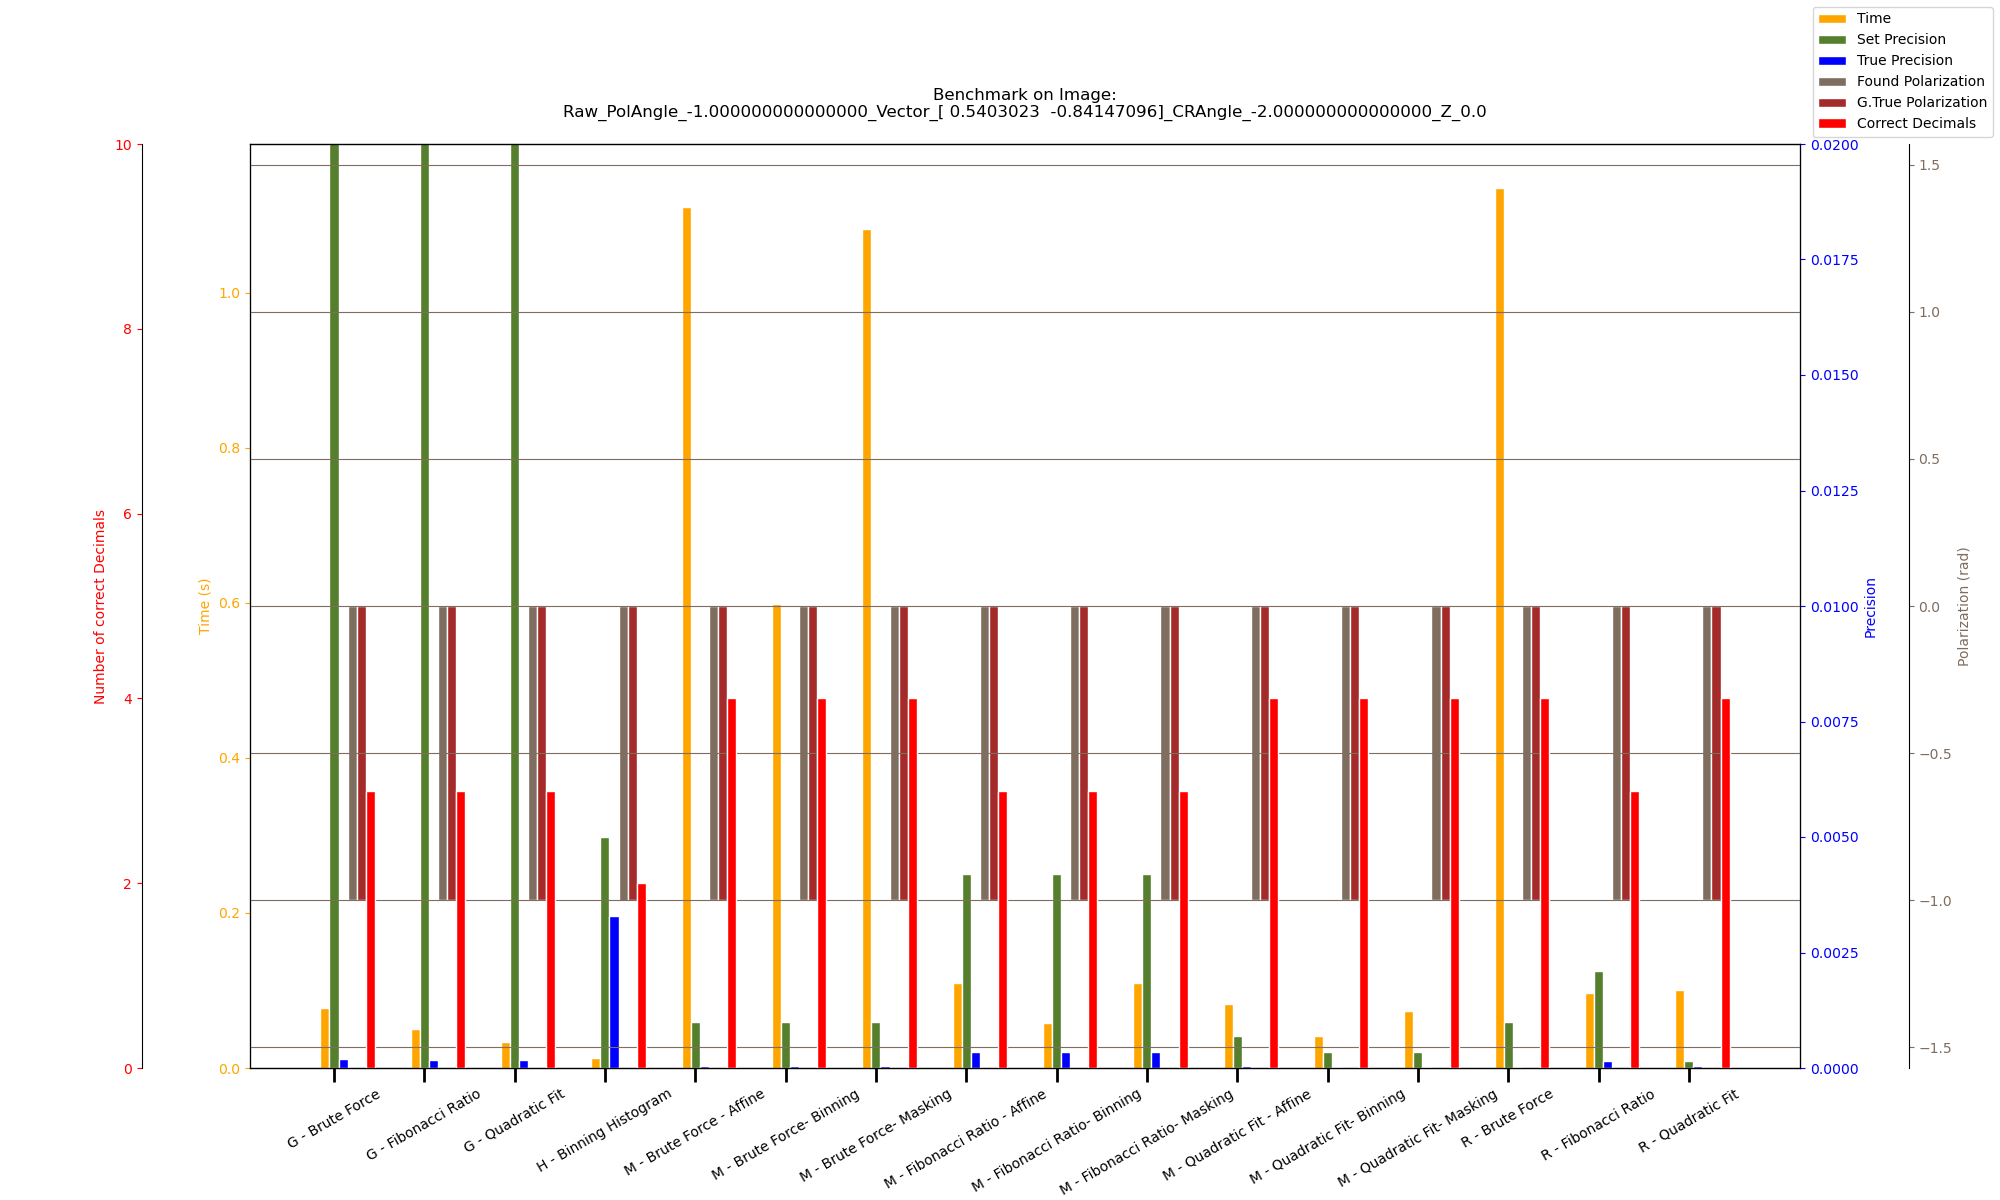 Time
Set Precision
True Precision
Found Polarization
G.True Polarization
Correct Decimals
Benchmark on Image:
Raw_PolAngle_-1.0000000000000000_Vector_[ 0.5403023  -0.84147096]_CRAngle_-2.000000000000000_Z_0.0
10
8
6
4
2
0
Number of correct Decimals
1.0
0.8
0.6
0.4
0.2
0.0
Time (s)
0.0200
0.0175
0.0150
0.0125
0.0100
0.0075
0.0050
0.0025
0.0000
Precision
1.5
1.0
0.5
0.0
−0.5
−1.0
−1.5
Polarization (rad)
G - Brute Force
G - Fibonacci Ratio
G - Quadratic Fit
H - Binning Histogram
M - Brute Force - Affine
M - Brute Force- Binning
M - Brute Force- Masking
M - Fibonacci Ratio - Affine
M - Fibonacci Ratio- Binning
M - Fibonacci Ratio- Masking
M - Quadratic Fit - Affine
M - Quadratic Fit- Binning
M - Quadratic Fit- Masking
R - Brute Force
R - Fibonacci Ratio
R - Quadratic Fit